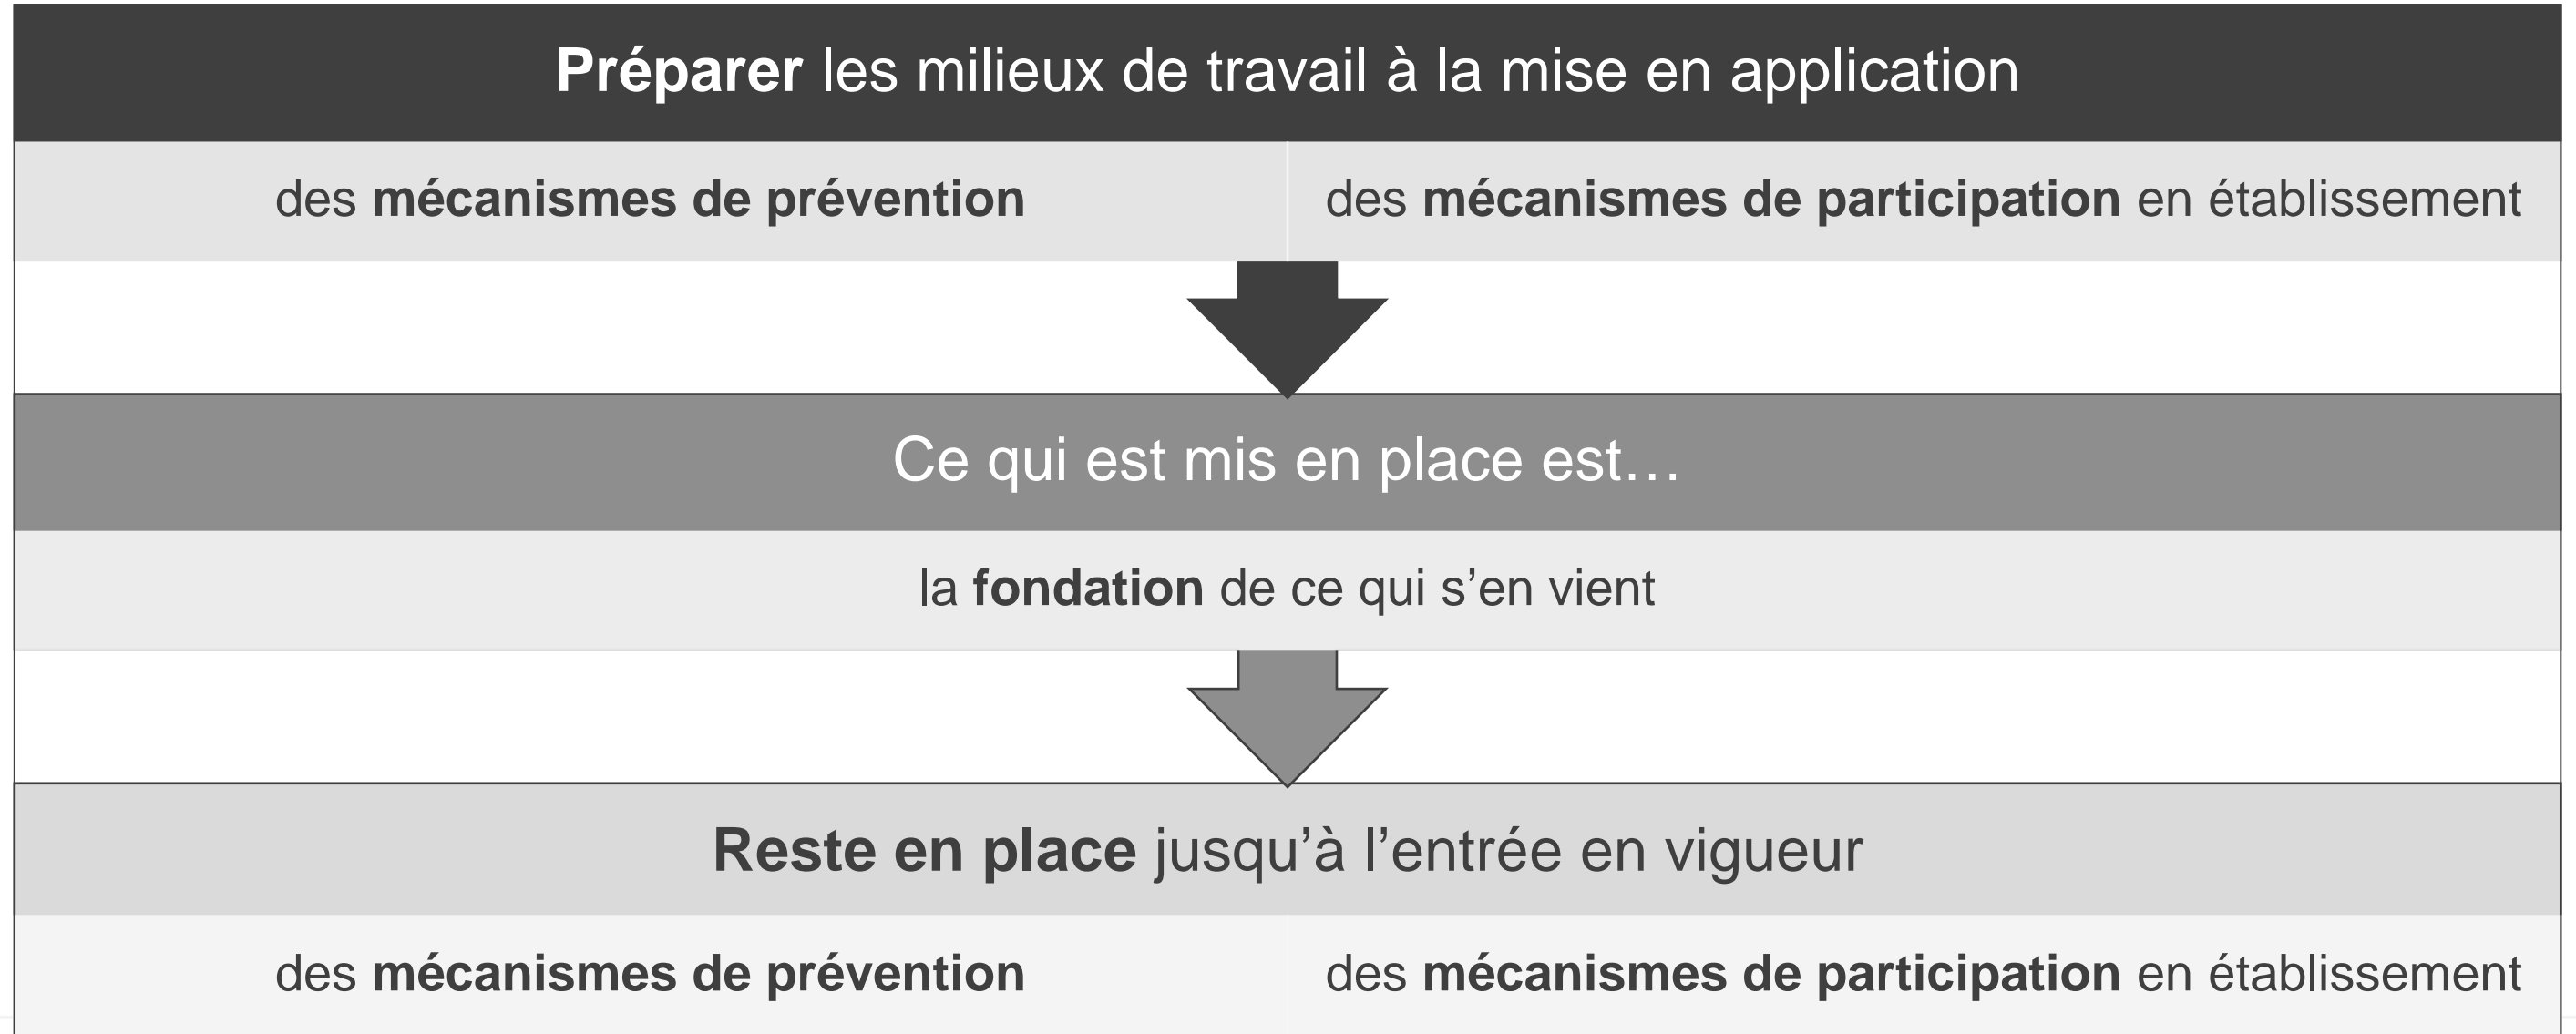 Préparer les milieux de travail à la mise en application
des mécanismes de prévention
des mécanismes de participation en établissement
Ce qui est mis en place est…
la fondation de ce qui s’en vient
Reste en place jusqu’à l’entrée en vigueur
des mécanismes de prévention
des mécanismes de participation en établissement